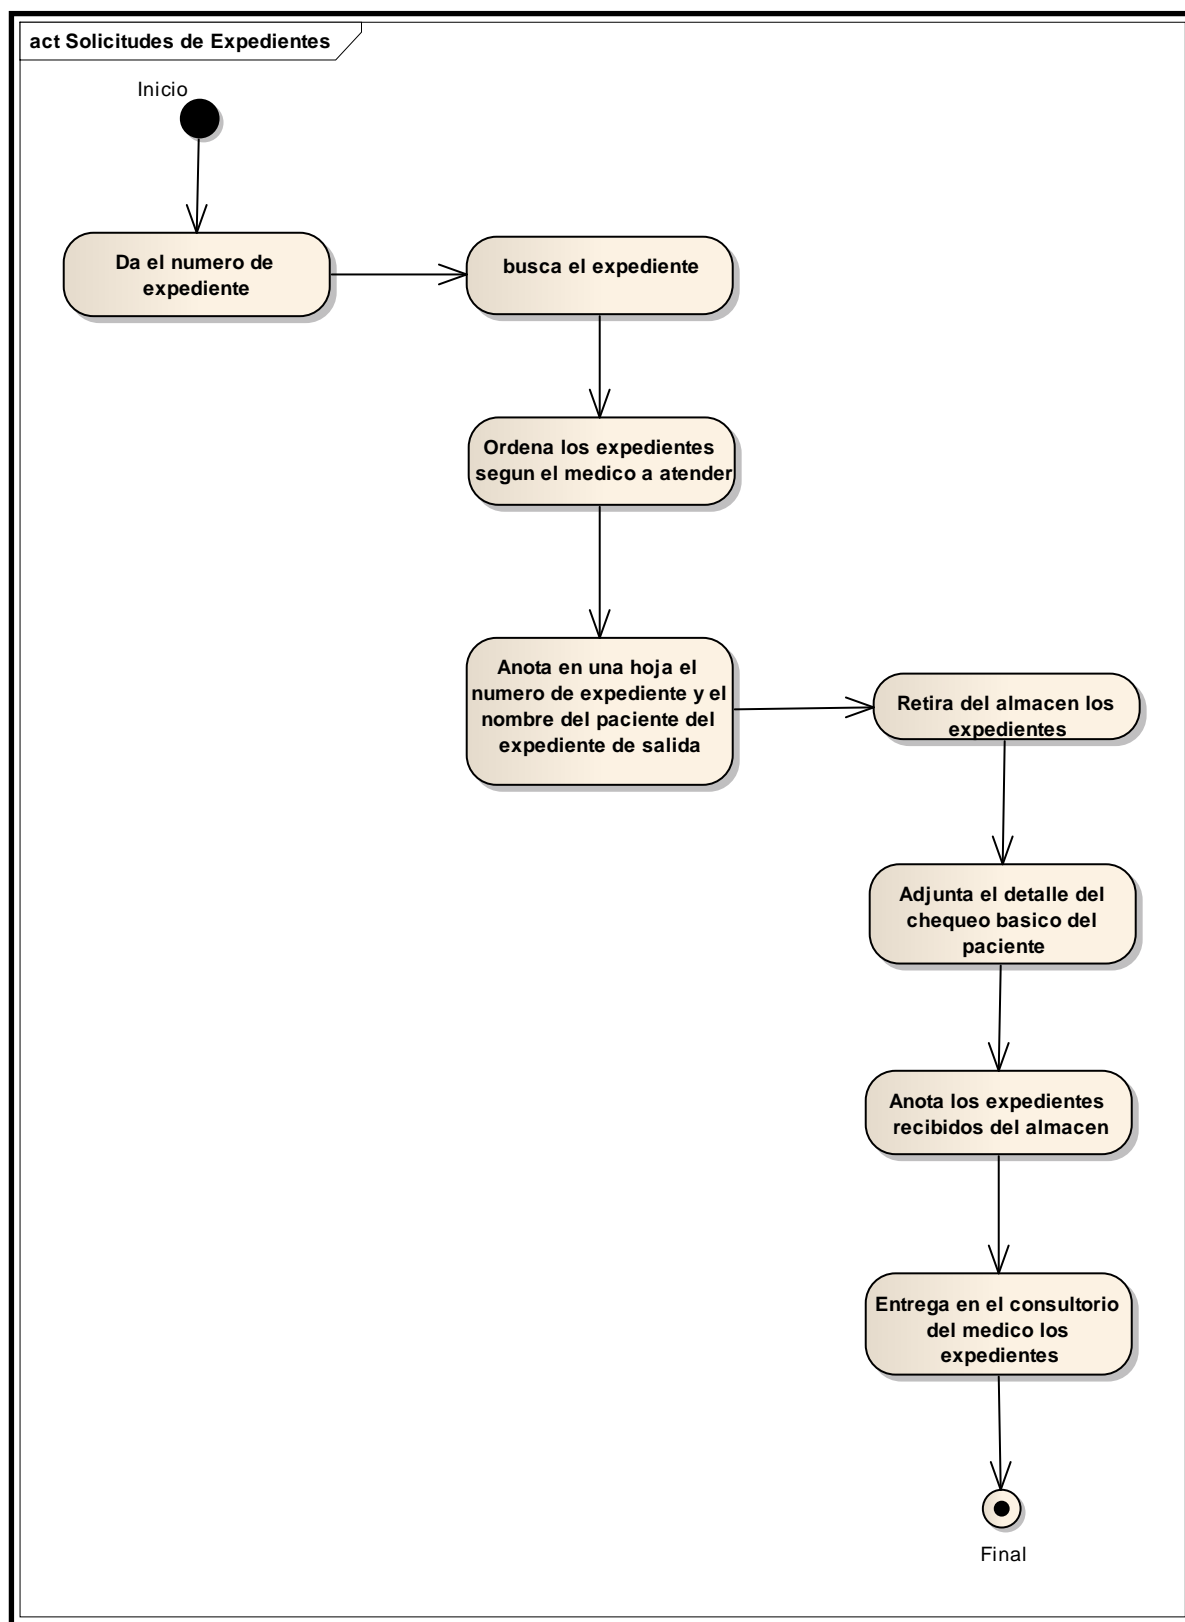 act Solicitudes de Expedientes
Inicio
Da el numero de
expediente
busca el expediente
Ordena los expedientes
segun el medico a atender
Anota en una hoja el
numero de expediente y el
nombre del paciente del
expediente de salida
Retira del almacen los
expedientes
Adjunta el detalle del
chequeo basico del
paciente
Anota los expedientes
recibidos del almacen
Entrega en el consultorio
del medico los
expedientes
Final